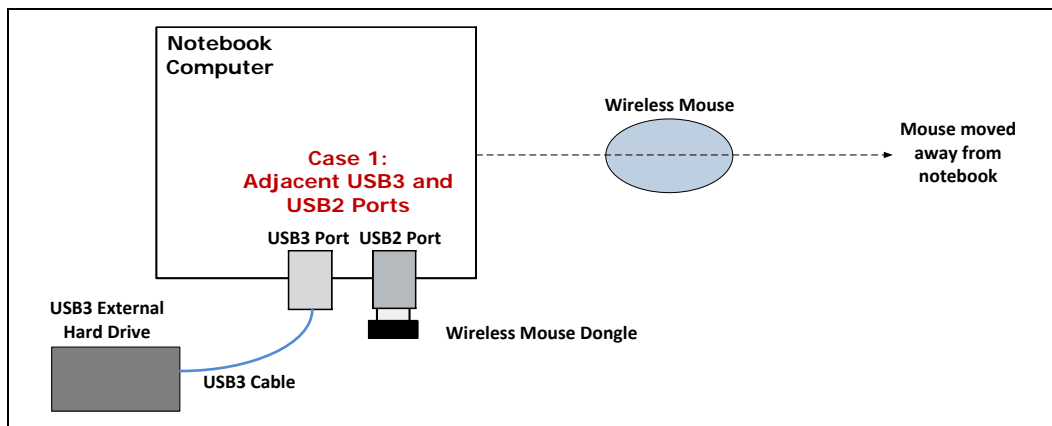 Notebook
Computer
Wireless Mouse
Mouse moved
away from
notebook
Case 1:
Adjacent USB3 and
USB2 Ports
USB3 Port
USB2 Port
USB3 External
Hard Drive
Wireless Mouse Dongle
USB3 Cable